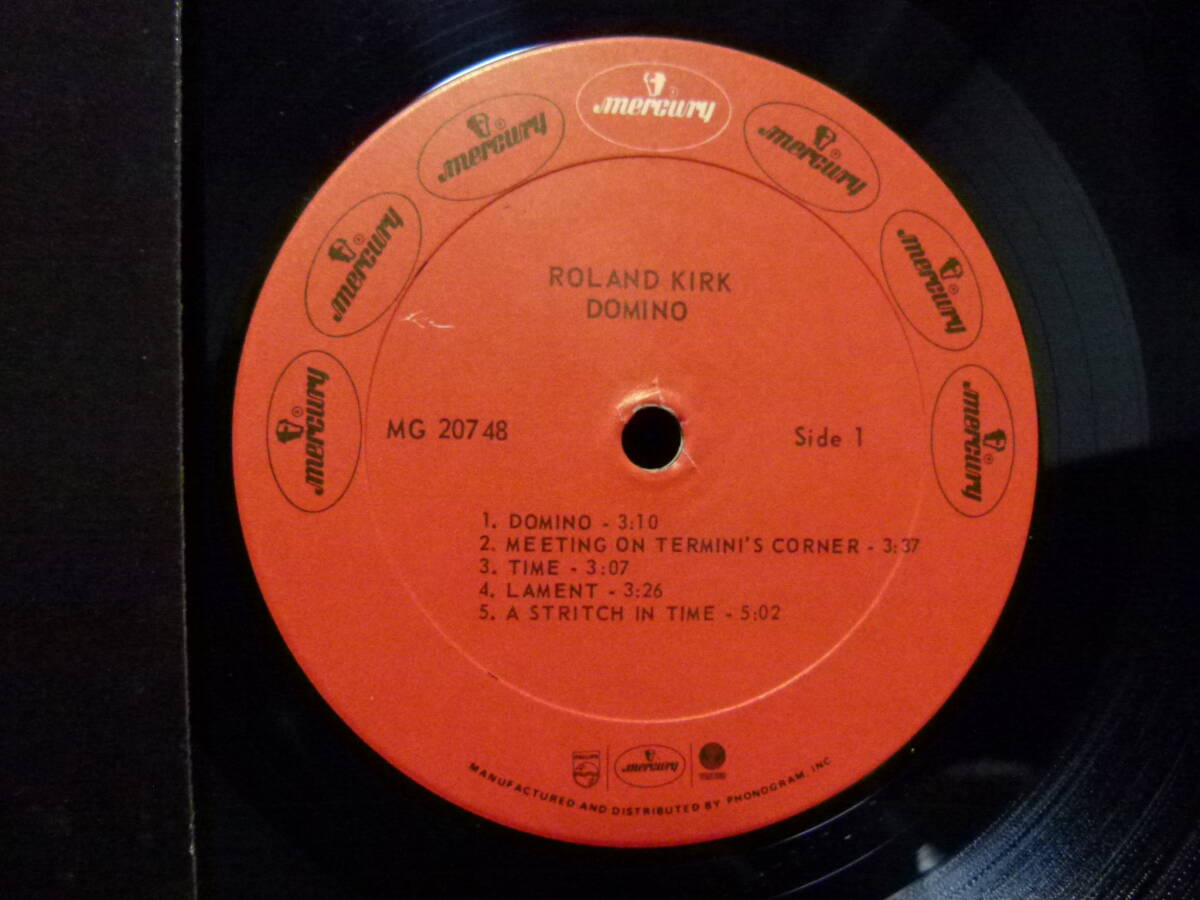 mercury
mercury
mercury
mercury
mercury
mercury
mercury
ROLAND KIRK
DOMINO
MG 20748
Side 1
1. DOMINO - 3:10
2. MEETING ON TERMINI'S CORNER - 3:37
3. TIME - 3:07
4. LAMENT - 3:26
5. A STRITCH IN TIME - 5:02
PHILIPS
mercury
MANUFACTURED AND DISTRIBUTED BY PHONOGRAM, INC.